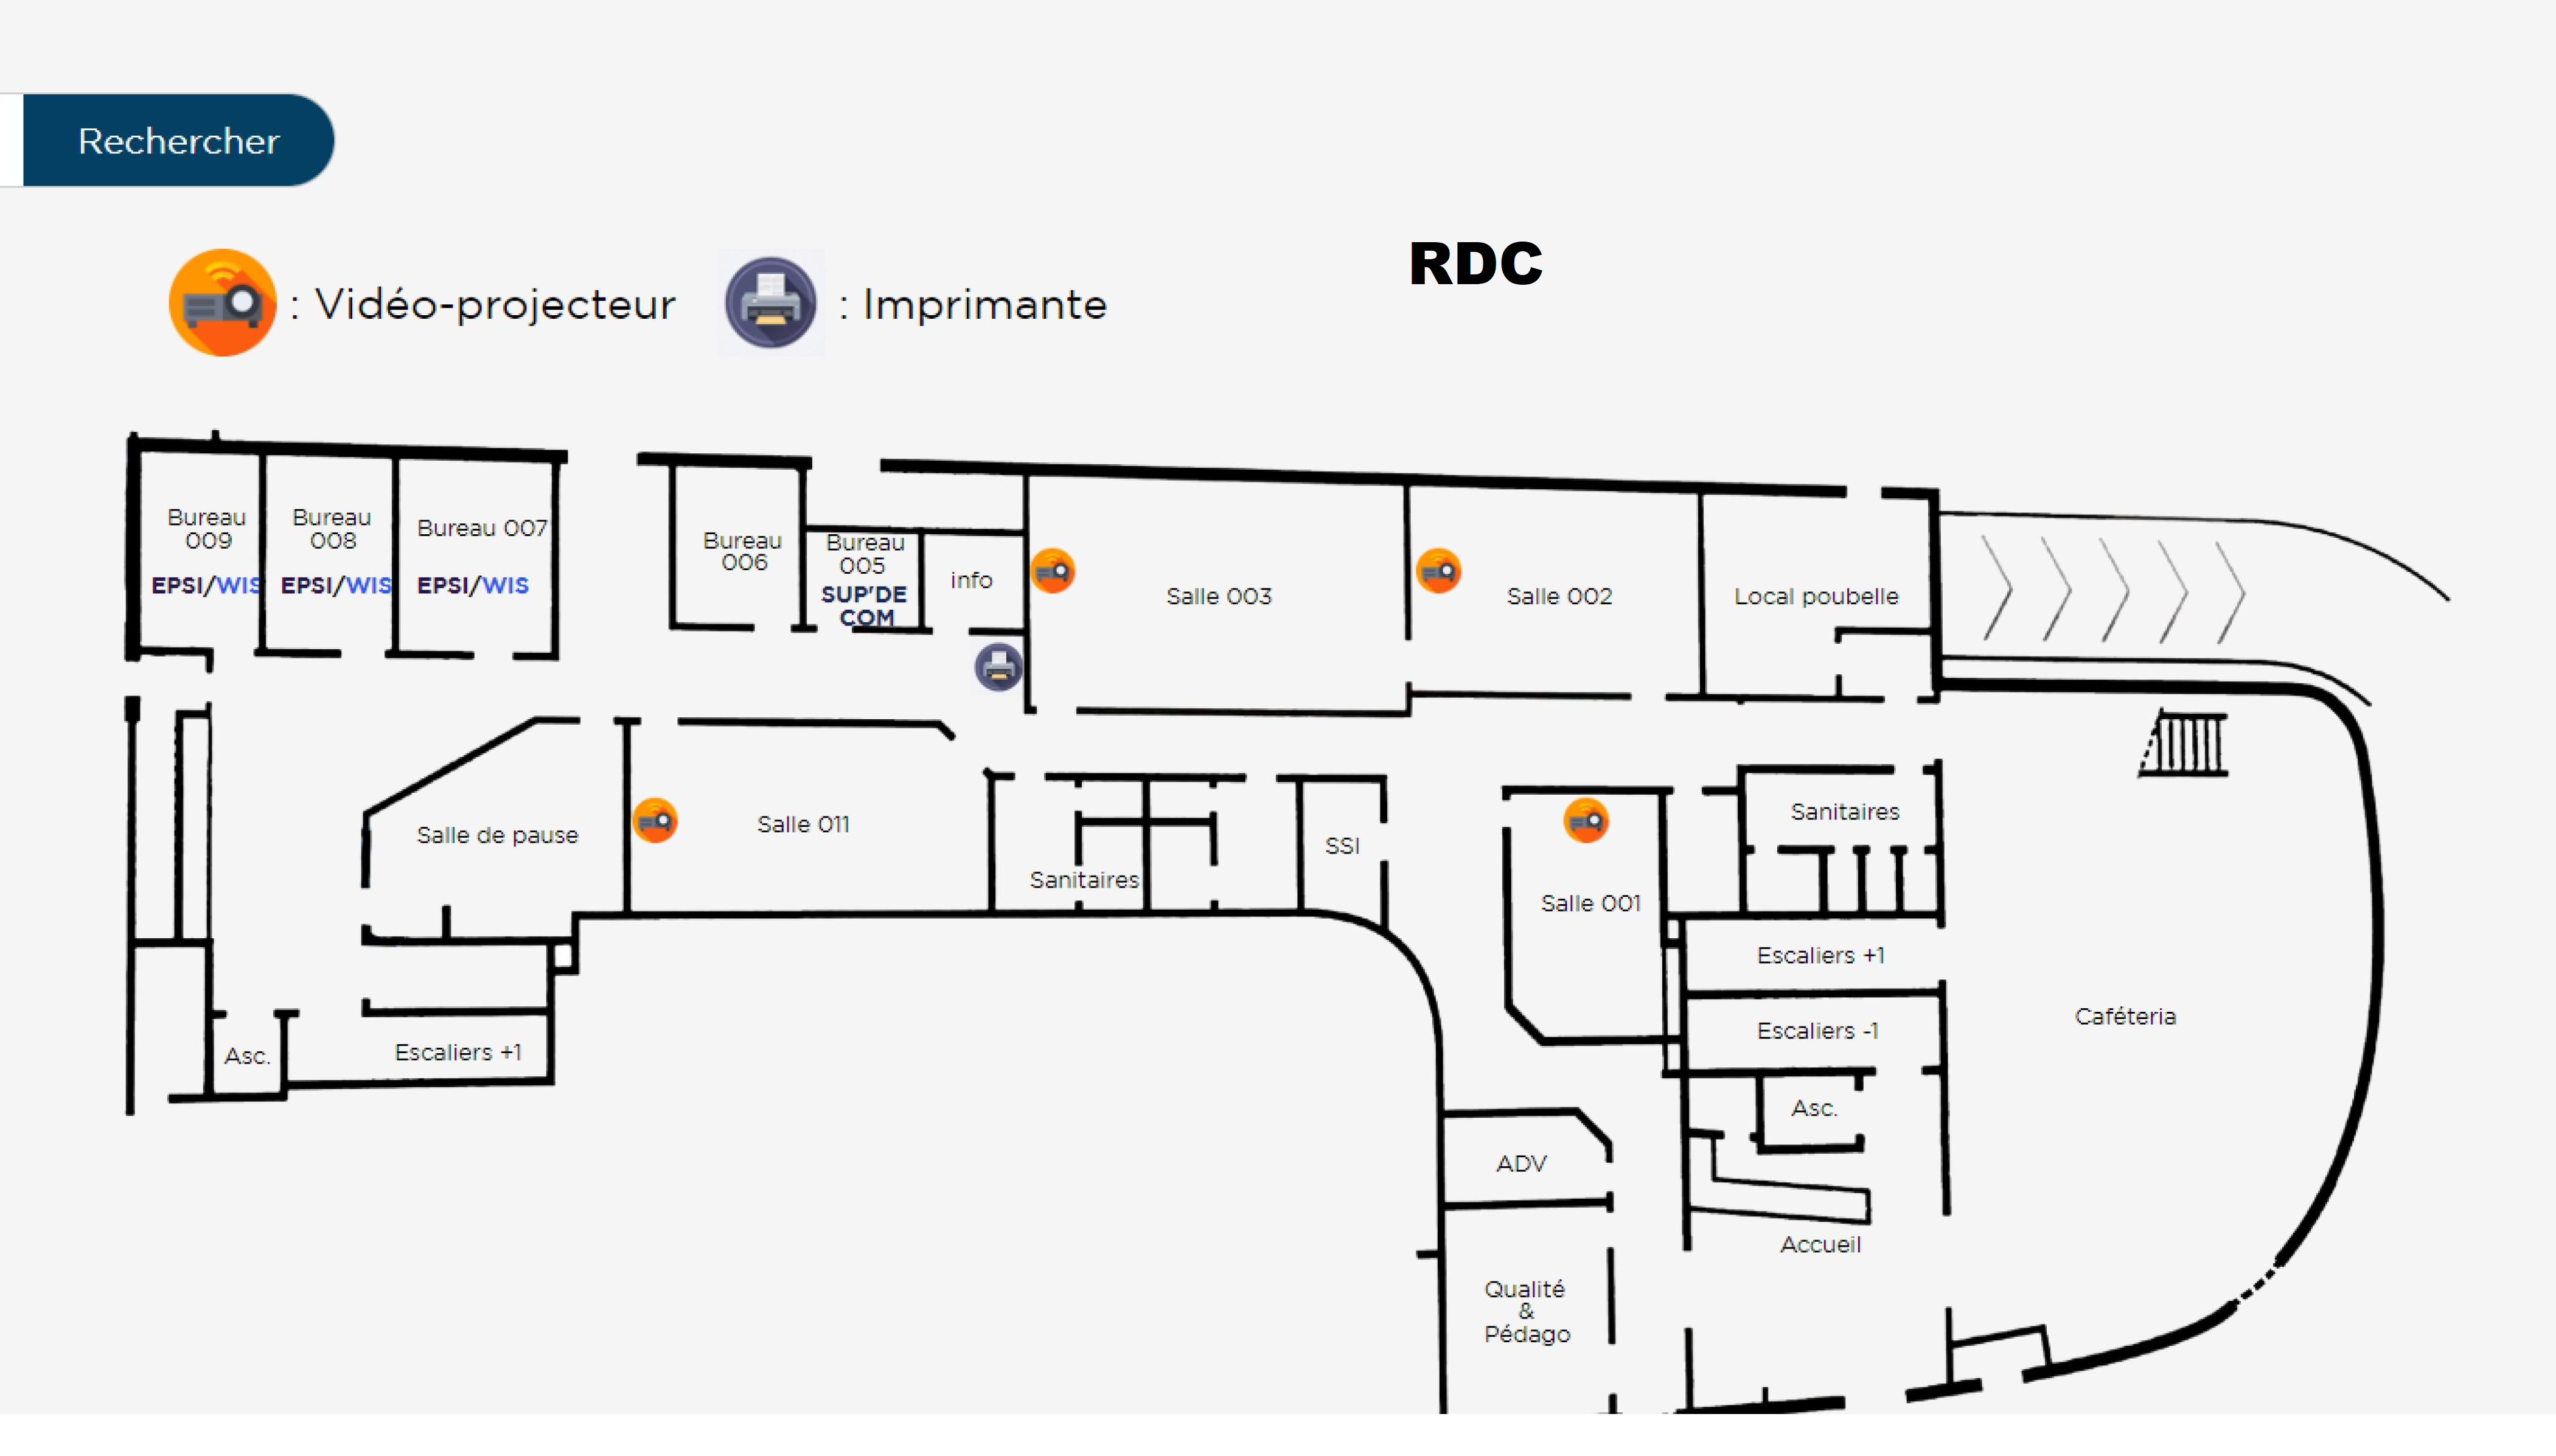 Rechercher
RDC
: Vidéo-projecteur
: Imprimante
Bureau
009
EPSI/WIS
Bureau
008
EPSI/WIS
Bureau 007
EPSI/WIS
Bureau
006
Bureau
005
SUP'DE
COM
info
Salle 003
Salle 002
Local poubelle
Salle de pause
Salle 011
Sanitaires
SSI
Salle 001
Sanitaires
Escaliers +1
Escaliers -1
Caféteria
Asc.
Escaliers +1
Asc.
ADV
Accueil
Qualité
&
Pédago